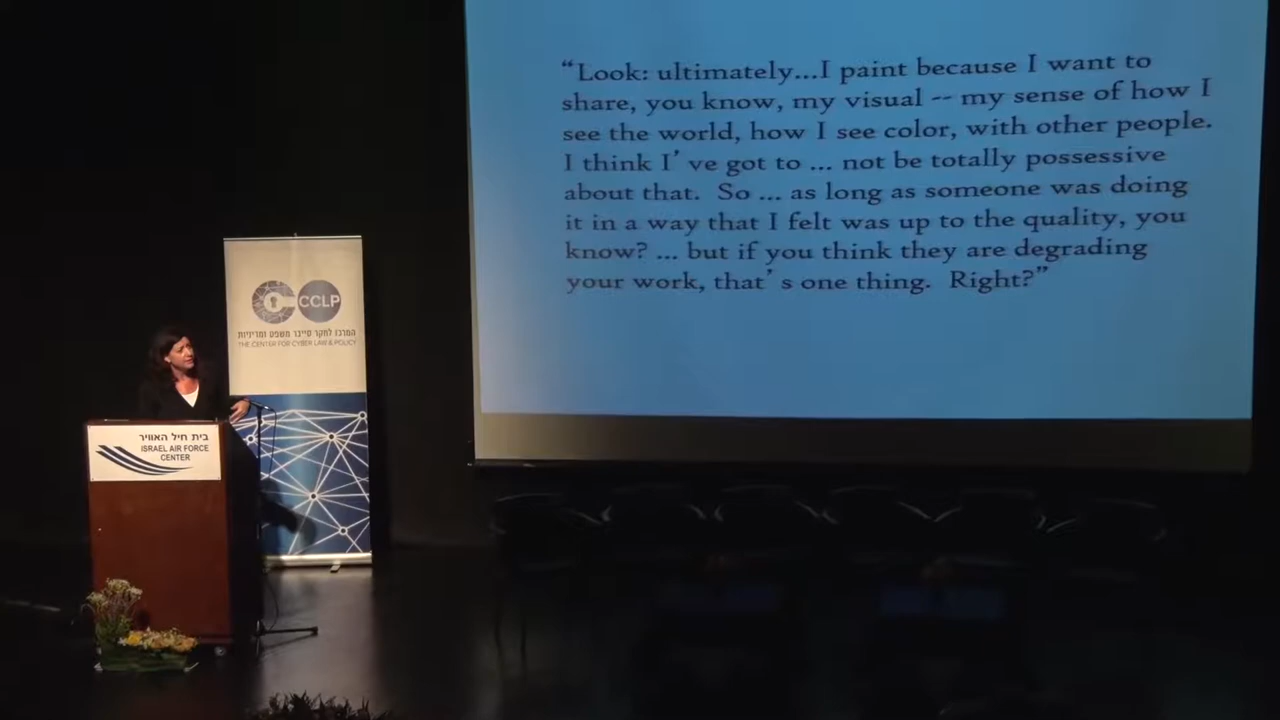 “Look: ultimately...I paint because I want to
share, you know, my visual -- my sense of how I
see the world, how I see color, with other people.
I think I’ve got to ... not be totally possessive
about that. So ... as long as someone was doing
it in a way that I felt was up to the quality, you
know? ... but if you think they are degrading
your work, that’s one thing. Right?”
CCLP
המרכז לחקר סייבר משפט ומדיניות
THE CENTER FOR CYBER LAW & POLICY
בית חיל האוויר
ISRAEL AIR FORCE
CENTER